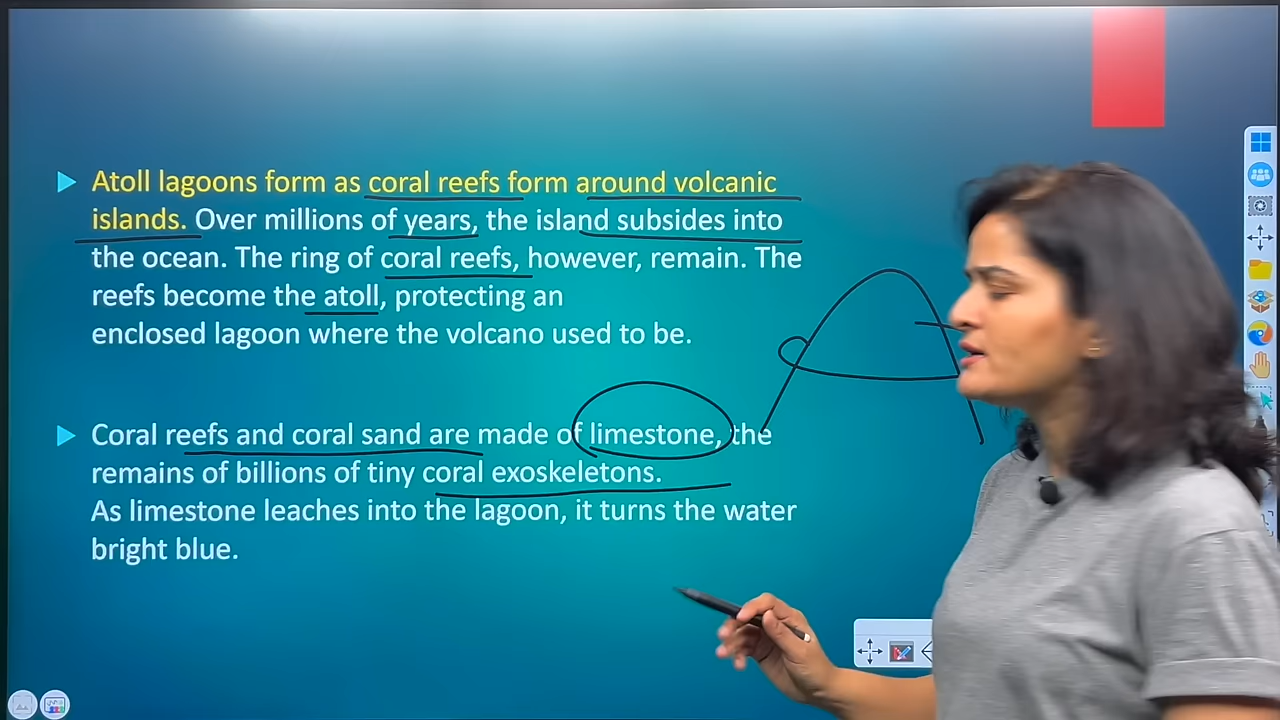 Atoll lagoons form as coral reefs form around volcanic
islands. Over millions of years, the island subsides into
the ocean. The ring of coral reefs, however, remain. The
reefs become the atoll, protecting an
enclosed lagoon where the volcano used to be.
Coral reefs and coral sand are made of limestone, the
remains of billions of tiny coral exoskeletons.
As limestone leaches into the lagoon, it turns the water
bright blue.